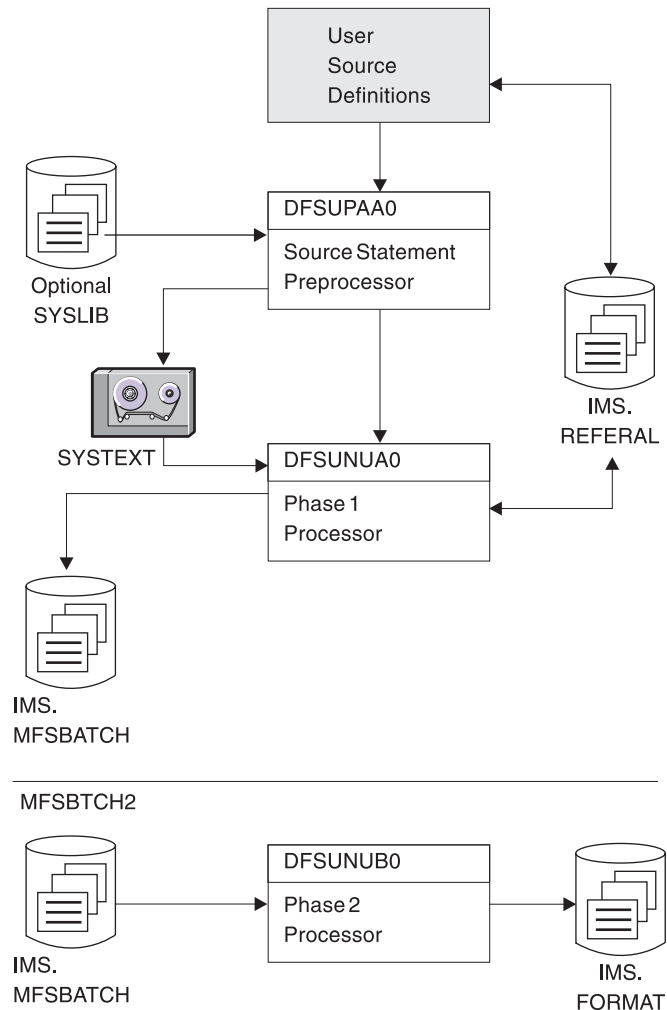 User
Source
Definitions
DFSUPAA0
Source Statement
Preprocessor
Optional
SYSLIB
IMS.
REFERAL
SYSTEXT
DFSUNUA0
Phase 1
Processor
IMS.
MFSBATCH
MFSBTCH2
DFSUNUB0
Phase 2
Processor
IMS.
MFSBATCH
IMS.
FORMAT